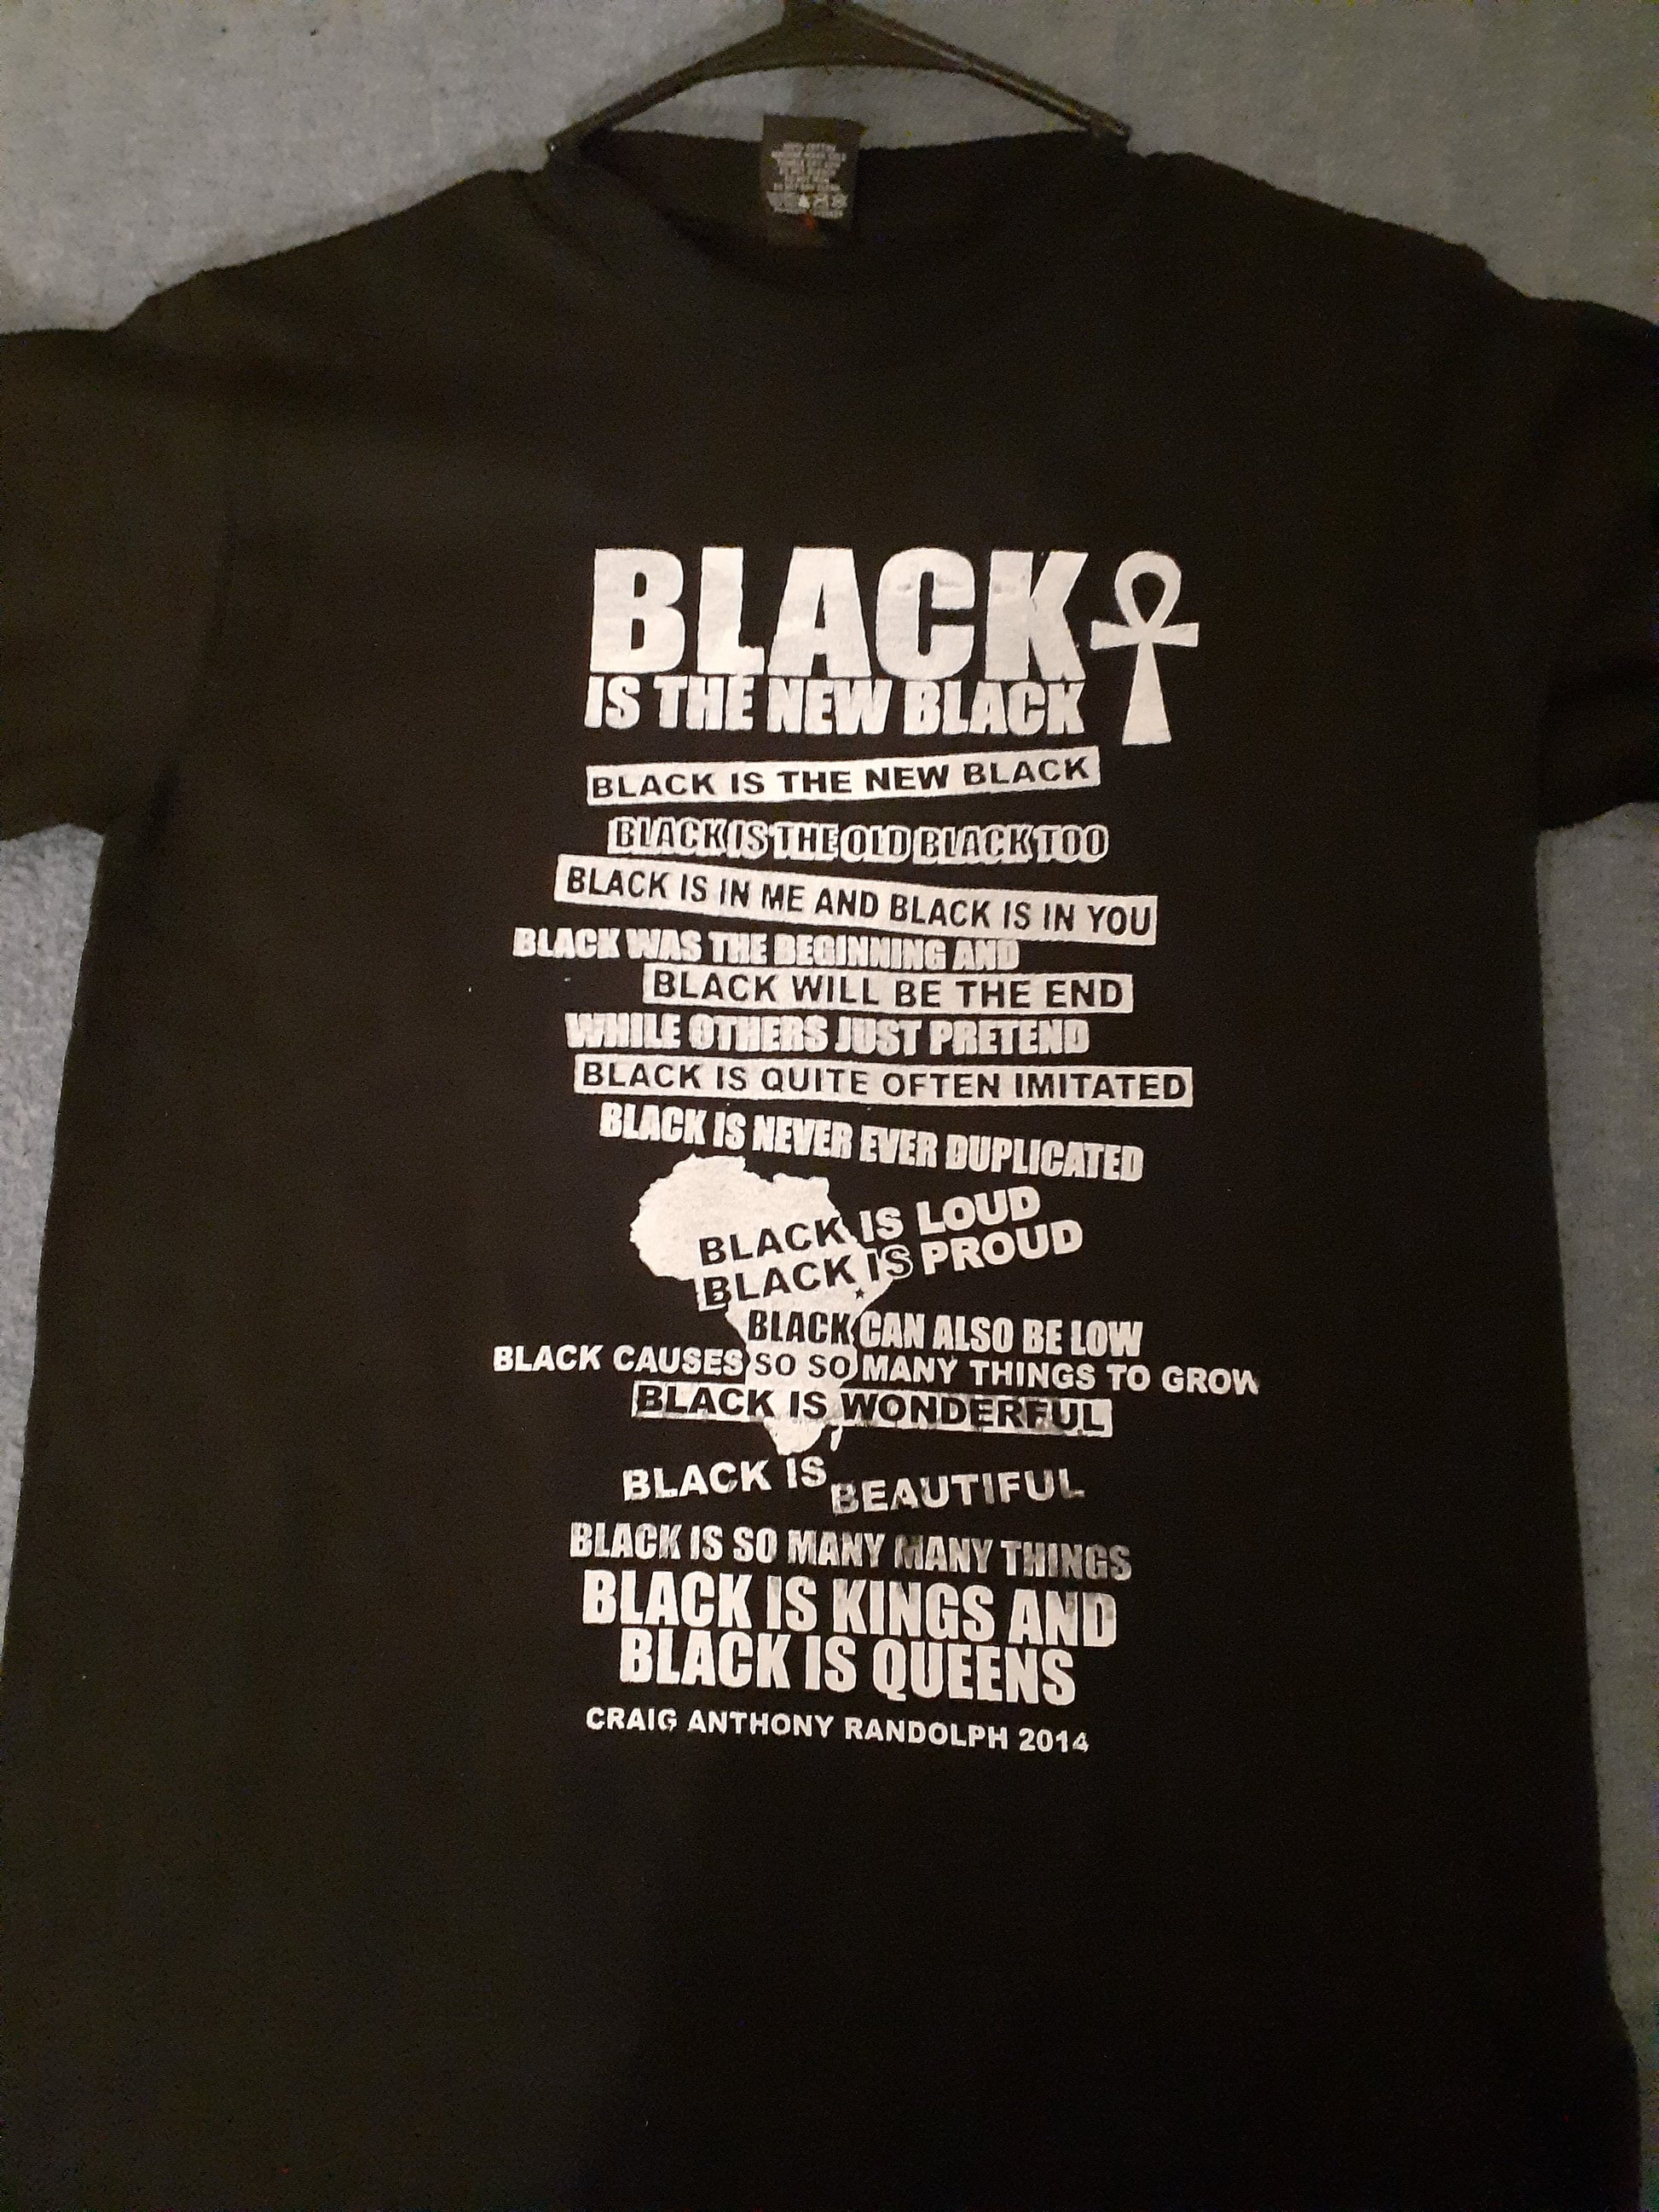 BLACK
IS THE NEW BLACK
BLACK IS THE NEW BLACK
BLACK IS THE OLD BLACK TOO
BLACK IS IN ME AND BLACK IS IN YOU
BLACK WAS THE BEGINNING AND
BLACK WILL BE THE END
WHILE OTHERS JUST PRETEND
BLACK IS QUITE OFTEN IMITATED
BLACK IS NEVER EVER DUPLICATED
BLACK IS LOUD
BLACK IS PROUD
BLACK CAN ALSO BE LOW
BLACK CAUSES SO SO MANY THINGS TO GROW
BLACK IS WONDERFUL
BLACK IS BEAUTIFUL
BLACK IS SO MANY MANY THINGS
BLACK IS KINGS AND
BLACK IS QUEENS
CRAIG ANTHONY RANDOLPH 2014